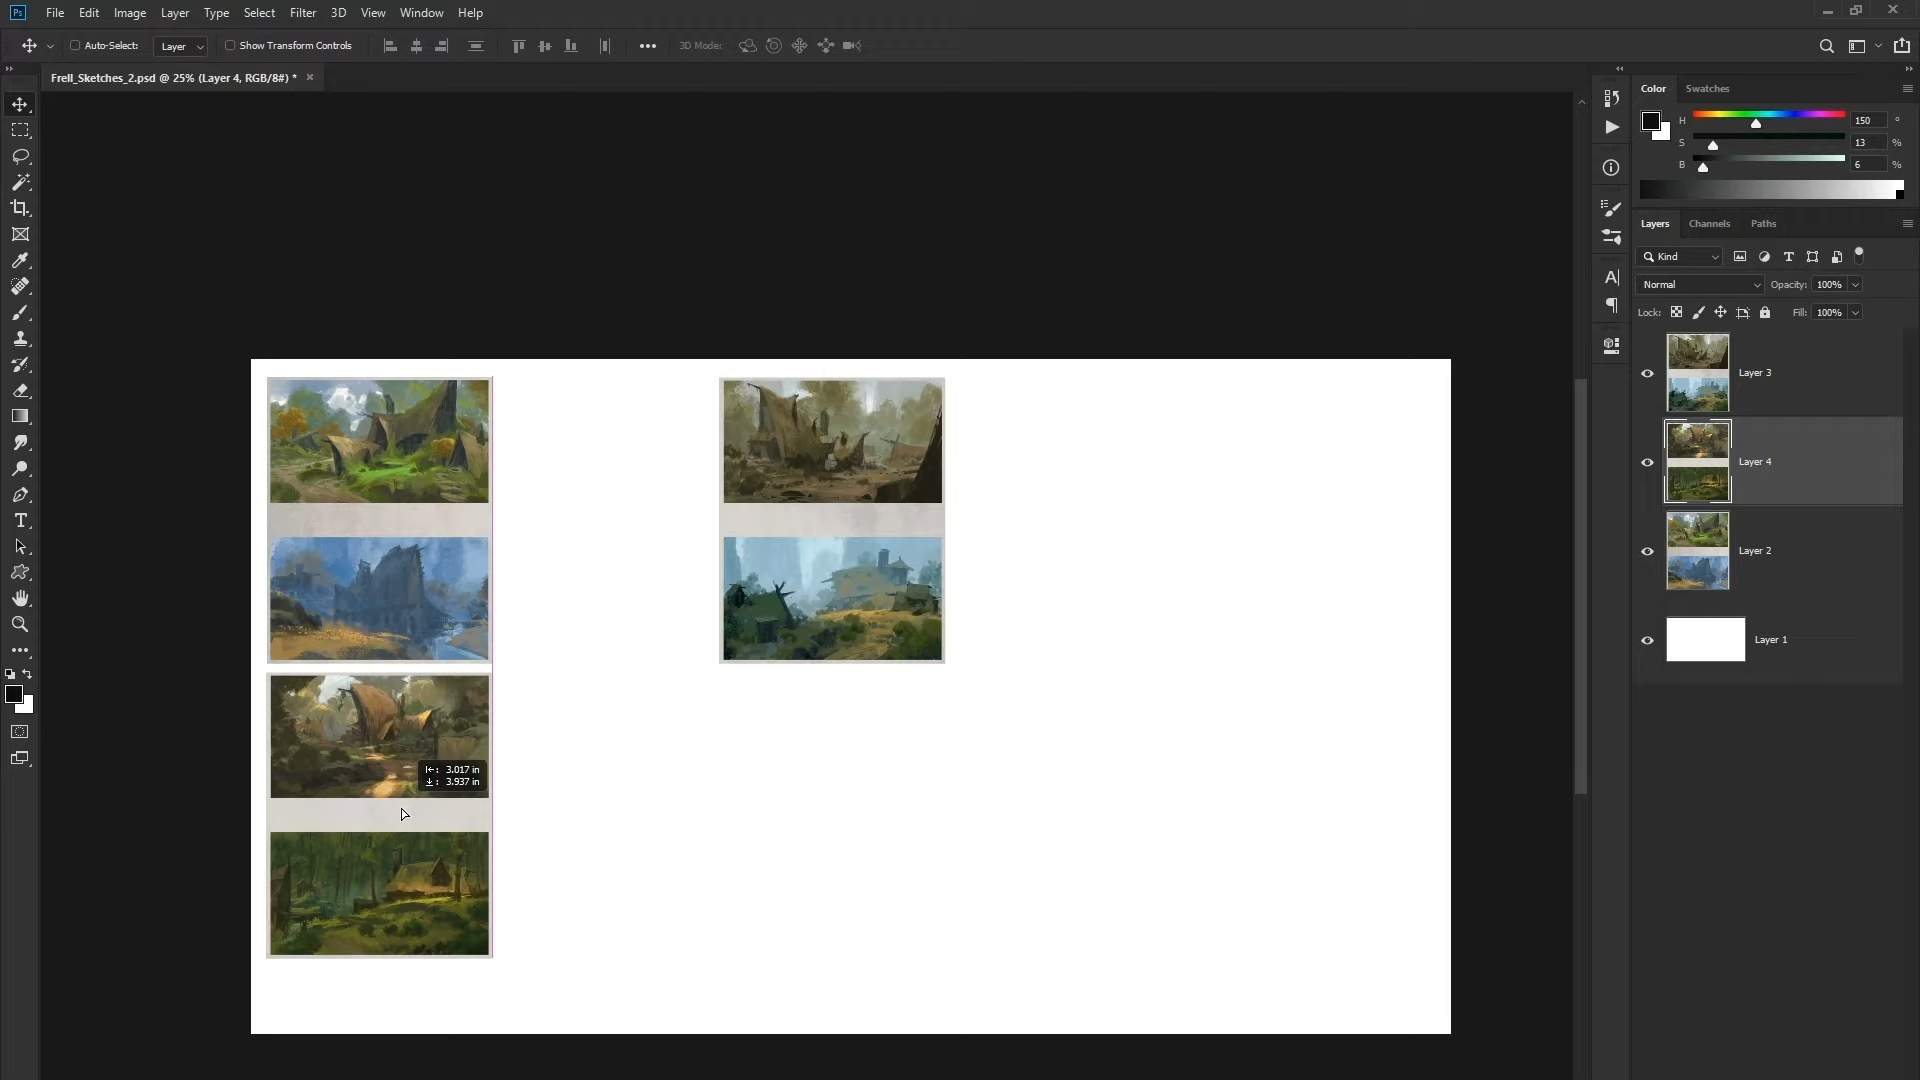 Ps File Edit Image Layer Type Select Filter 3D View Window Help
Auto-Select: Layer Show Transform Controls 3D Mode:
Frell_Sketches_2.psd @ 25% (Layer 4, RGB/8#) *
Color Swatches
H 150 °
S 13 %
B 6 %
Layers Channels Paths
Kind
Normal Opacity: 100%
Lock: Fill: 100%
Layer 3
Layer 4
Layer 2
Layer 1
3.017 in
3.937 in